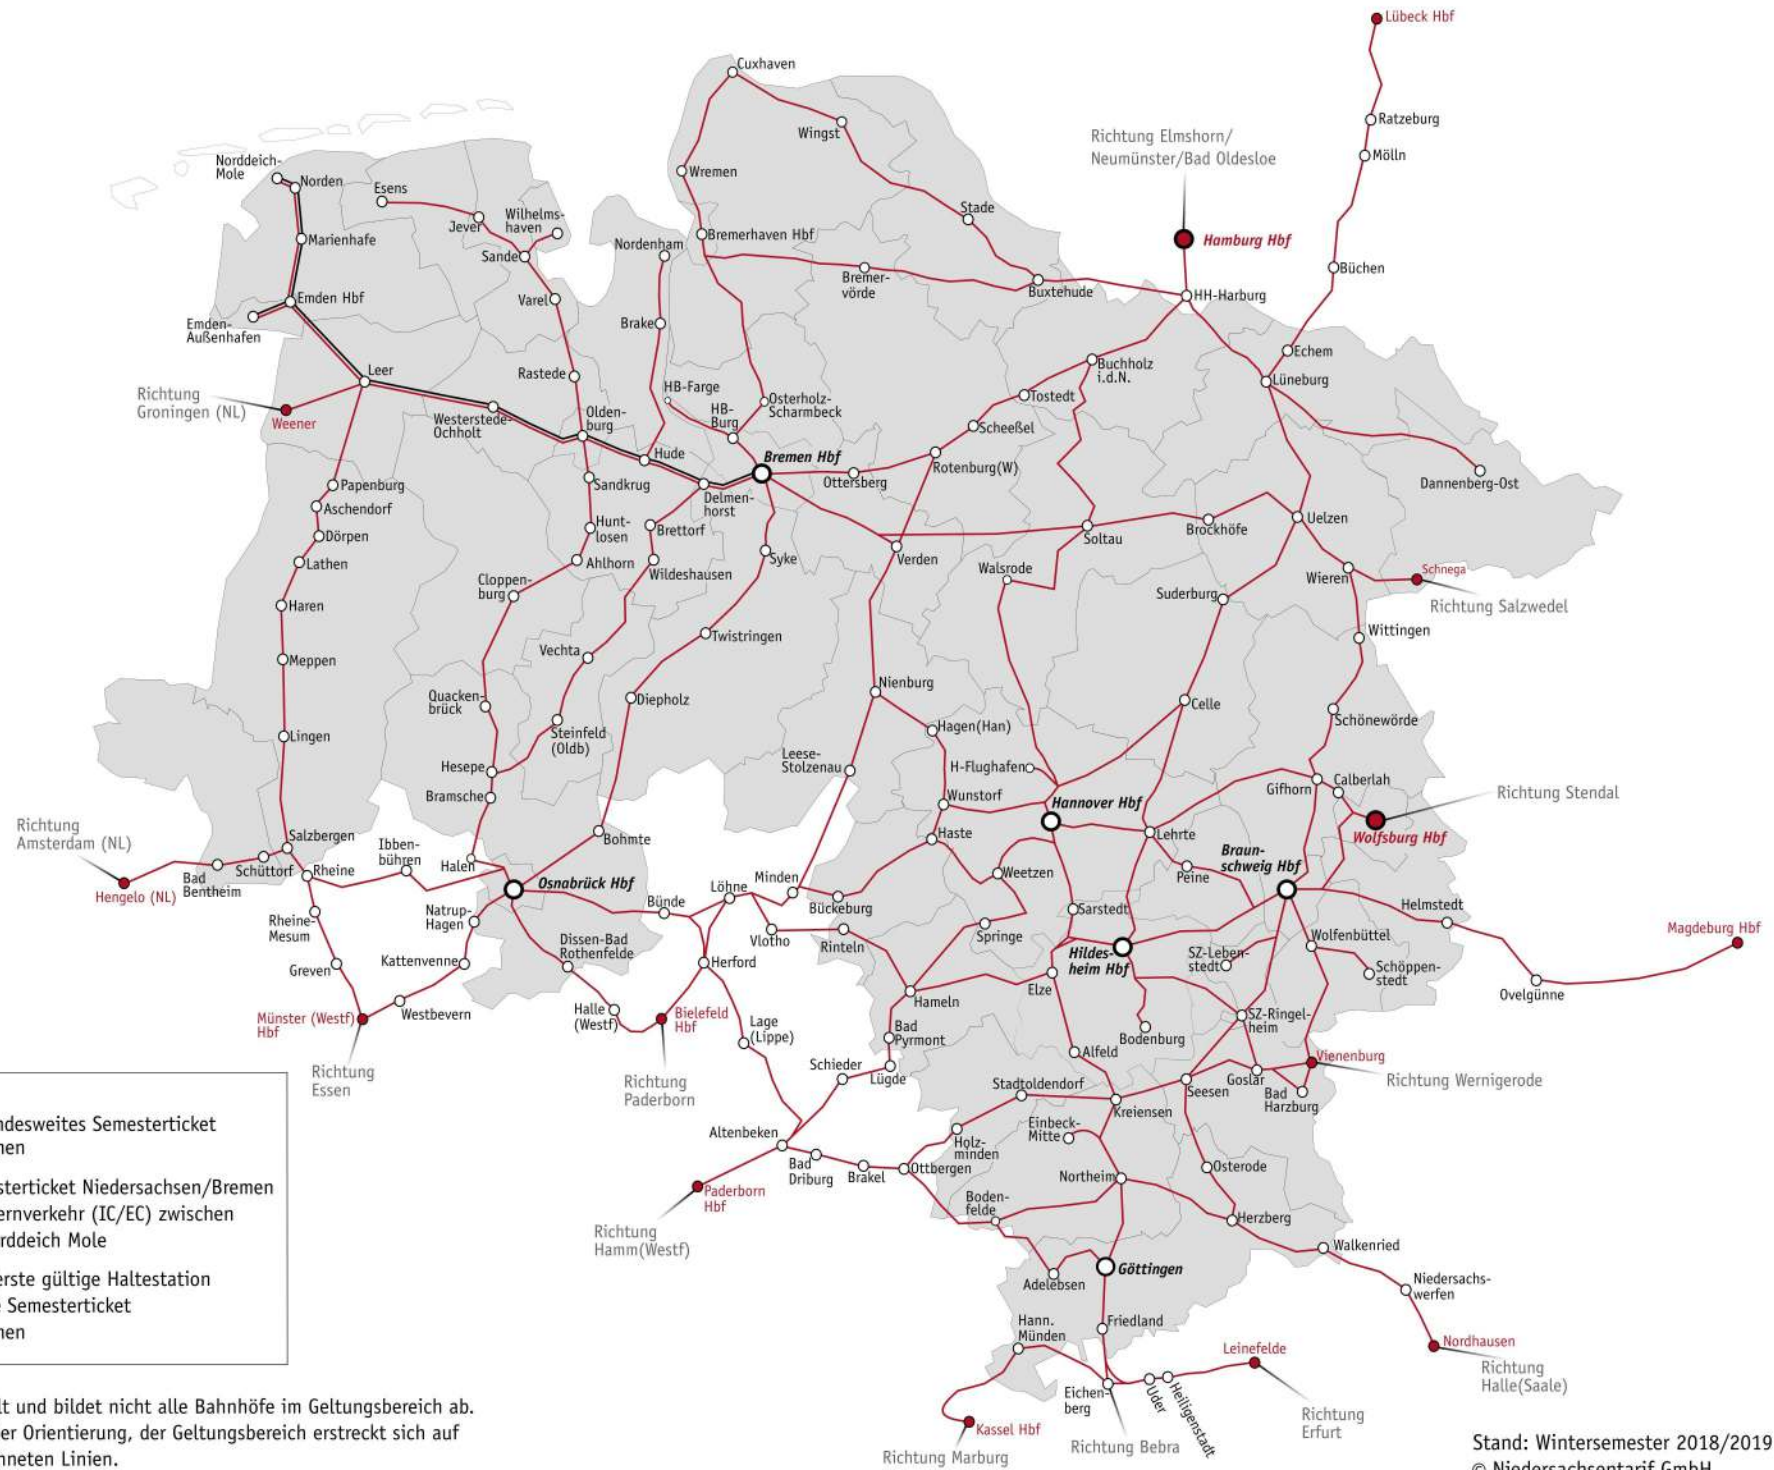 Lübeck Hbf
Cuxhaven
Ratzeburg
Wingst
Richtung Elmshorn/
Neumünster/Bad Oldesloe
Mölln
Norddeich-
Mole
Norden
Esens
Wremen
Jever
Wilhelms-
haven
Stade
Marienhafe
Sande
Nordenham
Bremerhaven Hbf
Hamburg Hbf
Büchen
Bremer-
vörde
Buxtehude
HH-Harburg
Emden Hbf
Varel
Emden-
Außenhafen
Brake
Echem
Leer
Rastede
HB-Farge
Buchholz
i.d.N.
Lüneburg
Richtung
Groningen (NL)
Weener
Westerstede-
Ochholt
Olden-
burg
HB-
Burg
Osterholz-
Scharmbeck
Tostedt
Scheeßel
Hude
Bremen Hbf
Ottersberg
Rotenburg(W)
Dannenberg-Ost
Papenburg
Sandkrug
Delmen-
horst
Aschendorf
Hunt-
losen
Brettorf
Uelzen
Brockhöfe
Soltau
Dörpen
Syke
Verden
Lathen
Ahlhorn
Wildeshausen
Walsrode
Wieren
Schnega
Cloppen-
burg
Suderburg
Richtung Salzwedel
Haren
Twistringen
Wittingen
Vechta
Meppen
Nienburg
Quacken-
brück
Diepholz
Celle
Schönewörde
Steinfeld
(Oldb)
Hagen(Han)
Lingen
Leese-
Stolzenau
H-Flughafen
Hesepe
Calberlah
Gifhorn
Richtung Stendal
Bramsche
Wunstorf
Hannover Hbf
Richtung
Amsterdam (NL)
Salzbergen
Bohmte
Haste
Lehrte
Wolfsburg Hbf
Ibben-
büren
Halen
Braun-
schweig Hbf
Schüttorf
Bad
Bentheim
Rheine
Osnabrück Hbf
Minden
Weetzen
Peine
Hengelo (NL)
Löhne
Bünde
Bückeburg
Sarstedt
Helmstedt
Rheine-
Mesum
Natrup-
Hagen
Vlotho
Rinteln
Springe
Magdeburg Hbf
Dissen-Bad
Rothenfelde
Wolfenbüttel
Hildes-
heim Hbf
SZ-Leben-
stedt
Greven
Kattenvenne
Herford
Schöppen-
stedt
Elze
Ovelgünne
Hameln
Münster (Westf)
Hbf
Westbevern
Halle
(Westf)
Bielefeld
Hbf
Lage
(Lippe)
Bad
Pyrmont
SZ-Ringel-
heim
Bodenburg
Alfeld
Vienenburg
Richtung
Essen
Richtung
Paderborn
Schieder
Lügde
Stadtoldendorf
Seesen
Goslar
Bad
Harzburg
Richtung Wernigerode
Kreiensen
Altenbeken
Einbeck-
Mitte
Holz-
minden
Bad
Driburg
Brakel
Ottbergen
Northeim
Osterode
Paderborn
Hbf
Boden-
felde
Herzberg
Richtung
Hamm(Westf)
Walkenried
Göttingen
Adelebsen
Niedersachs-
werfen
Hann.
Münden
Friedland
Leinefelde
Nordhausen
Richtung
Halle(Saale)
Eichen-
berg
Uder
Heiligenstadt
Kassel Hbf
Richtung
Erfurt
Richtung Marburg
Richtung Bebra
ndesweites Semesterticket
nen
sterticket Niedersachsen/Bremen
ernverkehr (IC/EC) zwischen
rddeich Mole
erste gültige Haltestation
e Semesterticket
nen
lt und bildet nicht alle Bahnhöfe im Geltungsbereich ab.
er Orientierung, der Geltungsbereich erstreckt sich auf
hneten Linien.
Stand: Wintersemester 2018/2019
© Niedersachsentarif GmbH